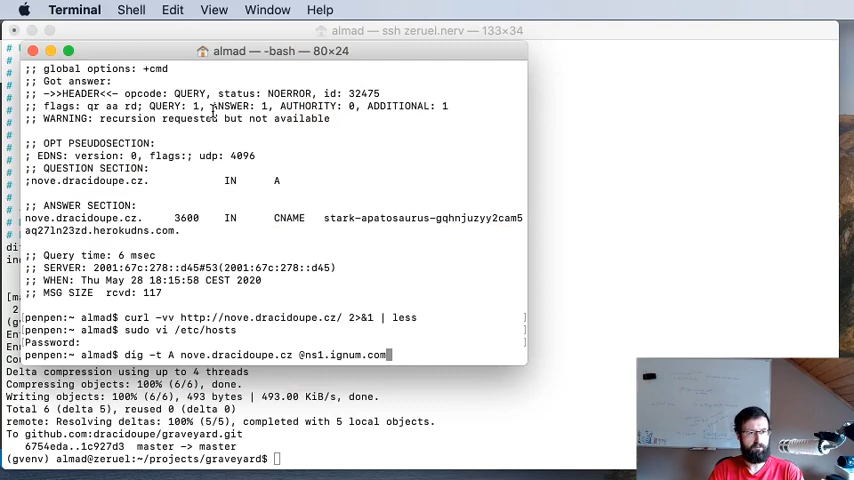 Terminal Shell Edit View Window Help
almad — ssh zeruel.nerv — 133×34
almad — -bash — 80×24
;; global options: +cmd
;; Got answer:
;; ->>HEADER<<- opcode: QUERY, status: NOERROR, id: 32475
;; flags: qr aa rd; QUERY: 1, ANSWER: 1, AUTHORITY: 0, ADDITIONAL: 1
;; WARNING: recursion requested but not available
;; OPT PSEUDOSECTION:
; EDNS: version: 0, flags:; udp: 4096
;; QUESTION SECTION:
;nove.dracidoupe.cz. IN A
;; ANSWER SECTION:
nove.dracidoupe.cz. 3600 IN CNAME stark-apatosaurus-gqhnjuzyy2cam5
aq27ln23zd.herokudns.com.
;; Query time: 6 msec
;; SERVER: 2001:67c:278::d45#53(2001:67c:278::d45)
;; WHEN: Thu May 28 18:15:58 CEST 2020
;; MSG SIZE rcvd: 117
penpen:~ almad$ curl -vv http://nove.dracidoupe.cz/ 2>&1 | less
penpen:~ almad$ sudo vi /etc/hosts
Password:
penpen:~ almad$ dig -t A nove.dracidoupe.cz @ns1.ignum.com
Delta compression using up to 4 threads
Compressing objects: 100% (6/6), done.
Writing objects: 100% (6/6), 493 bytes | 493.00 KiB/s, done.
Total 6 (delta 5), reused 0 (delta 0)
remote: Resolving deltas: 100% (5/5), completed with 5 local objects.
To github.com:dracidoupe/graveyard.git
6754eda..1c927d3 master -> master
(gvenv) almad@zeruel:~/projects/graveyard$